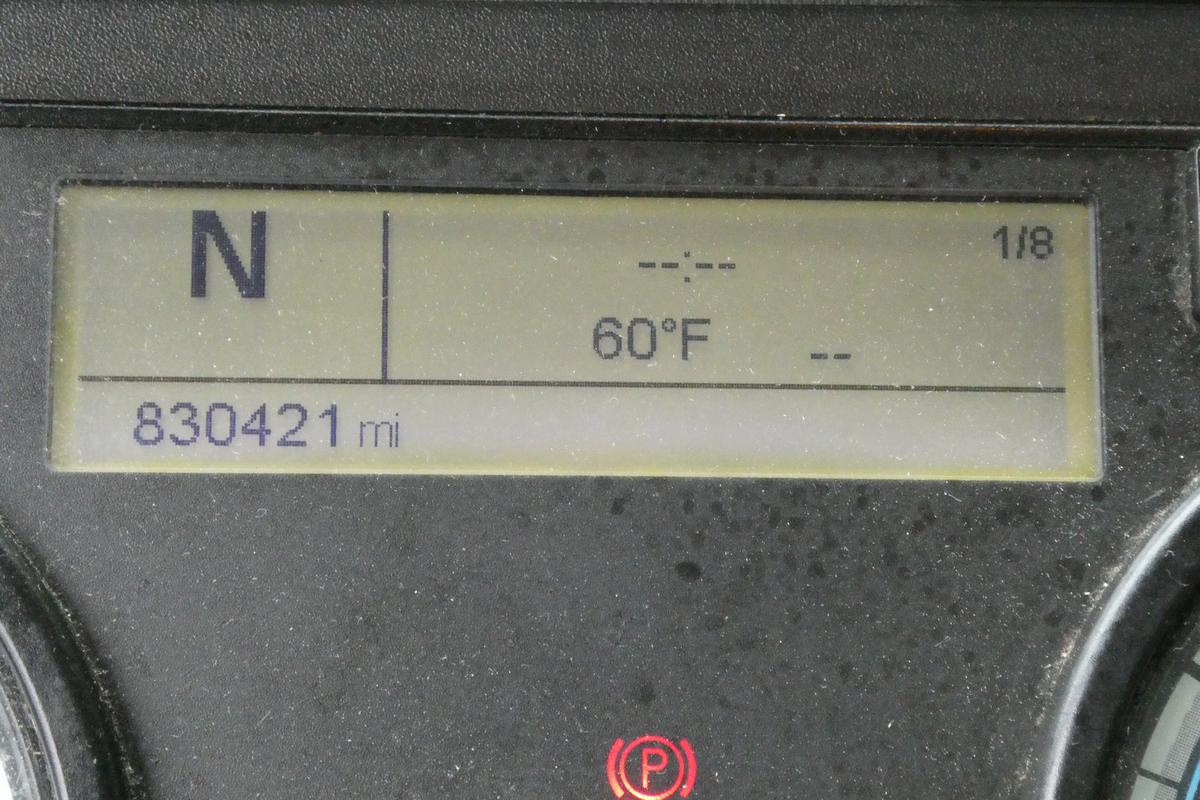 N
--:--
1/8
60°F --
830421 mi
P